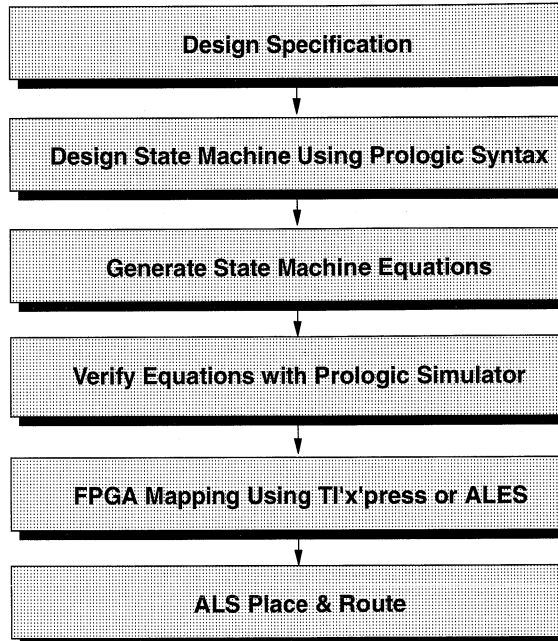 Design Specification
Design State Machine Using Prologic Syntax
Generate State Machine Equations
Verify Equations with Prologic Simulator
FPGA Mapping Using TI'x'press or ALES
ALS Place & Route